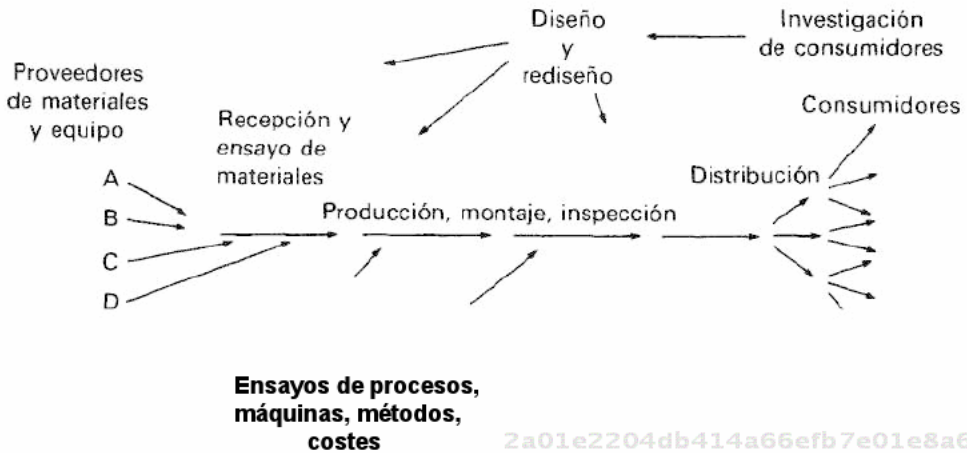 Diseño
y
rediseño
Investigación
de consumidores
Proveedores
de materiales
y equipo
Consumidores
Recepción y
ensayo de
materiales
A
Distribución
B
Producción, montaje, inspección
C
D
Ensayos de procesos,
máquinas, métodos,
costes
2a01e2204db414a66efb7e01e8a6